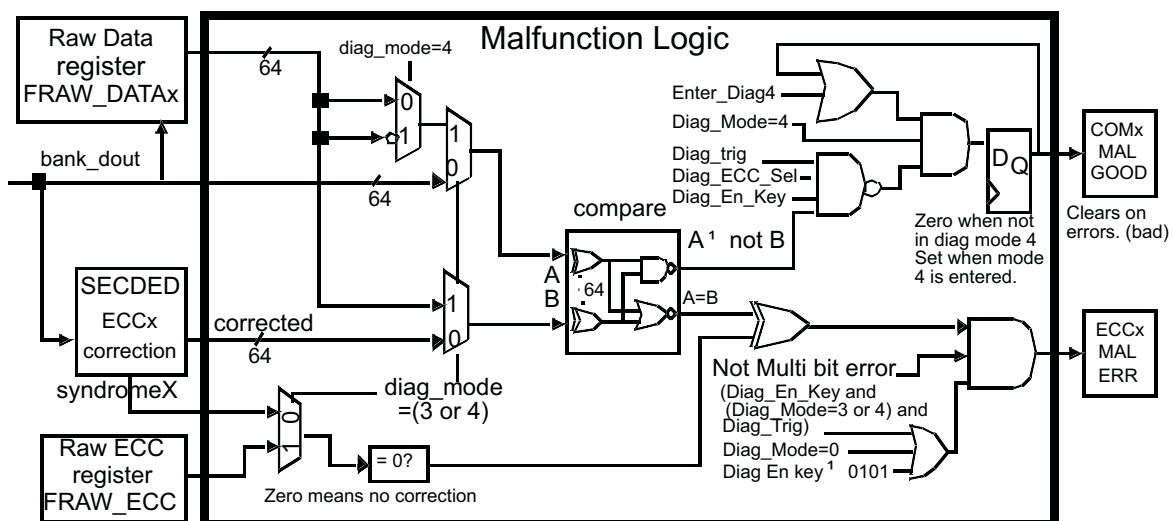 Raw Data
register
FRAW_DATAx
64
bank_dout
64
SECDED
ECCx
correction
corrected
64
syndromeX
Raw ECC
register
FRAW_ECC
Malfunction Logic
diag_mode=4
0
1
1
0
1
0
diag_mode
=(3 or 4)
0
1
= 0?
Zero means no correction
compare
A
B
64
A ¹ not B
A=B
Enter_Diag4
Diag_Mode=4
Diag_trig
Diag_ECC_Sel
Diag_En_Key
D
Q
Zero when not
in diag mode 4
Set when mode
4 is entered.
COMx
MAL
GOOD
Clears on
errors. (bad)
Not Multi bit error
(Diag_En_Key and
(Diag_Mode=3 or 4) and
Diag_Trig)
Diag_Mode=0
Diag En key ¹ 0101
ECCx
MAL
ERR